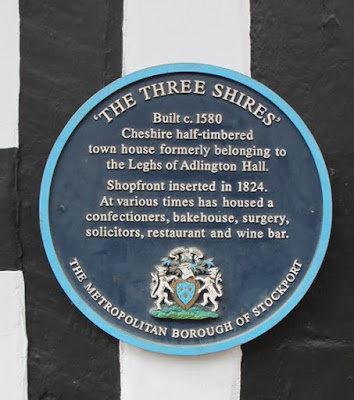 'THE THREE SHIRES'
Built c. 1580
Cheshire half-timbered
town house formerly belonging to
the Leghs of Adlington Hall.
Shopfront inserted in 1824.
At various times has housed a
confectioners, bakehouse, surgery,
solicitors, restaurant and wine bar.
THE METROPOLITAN BOROUGH OF STOCKPORT